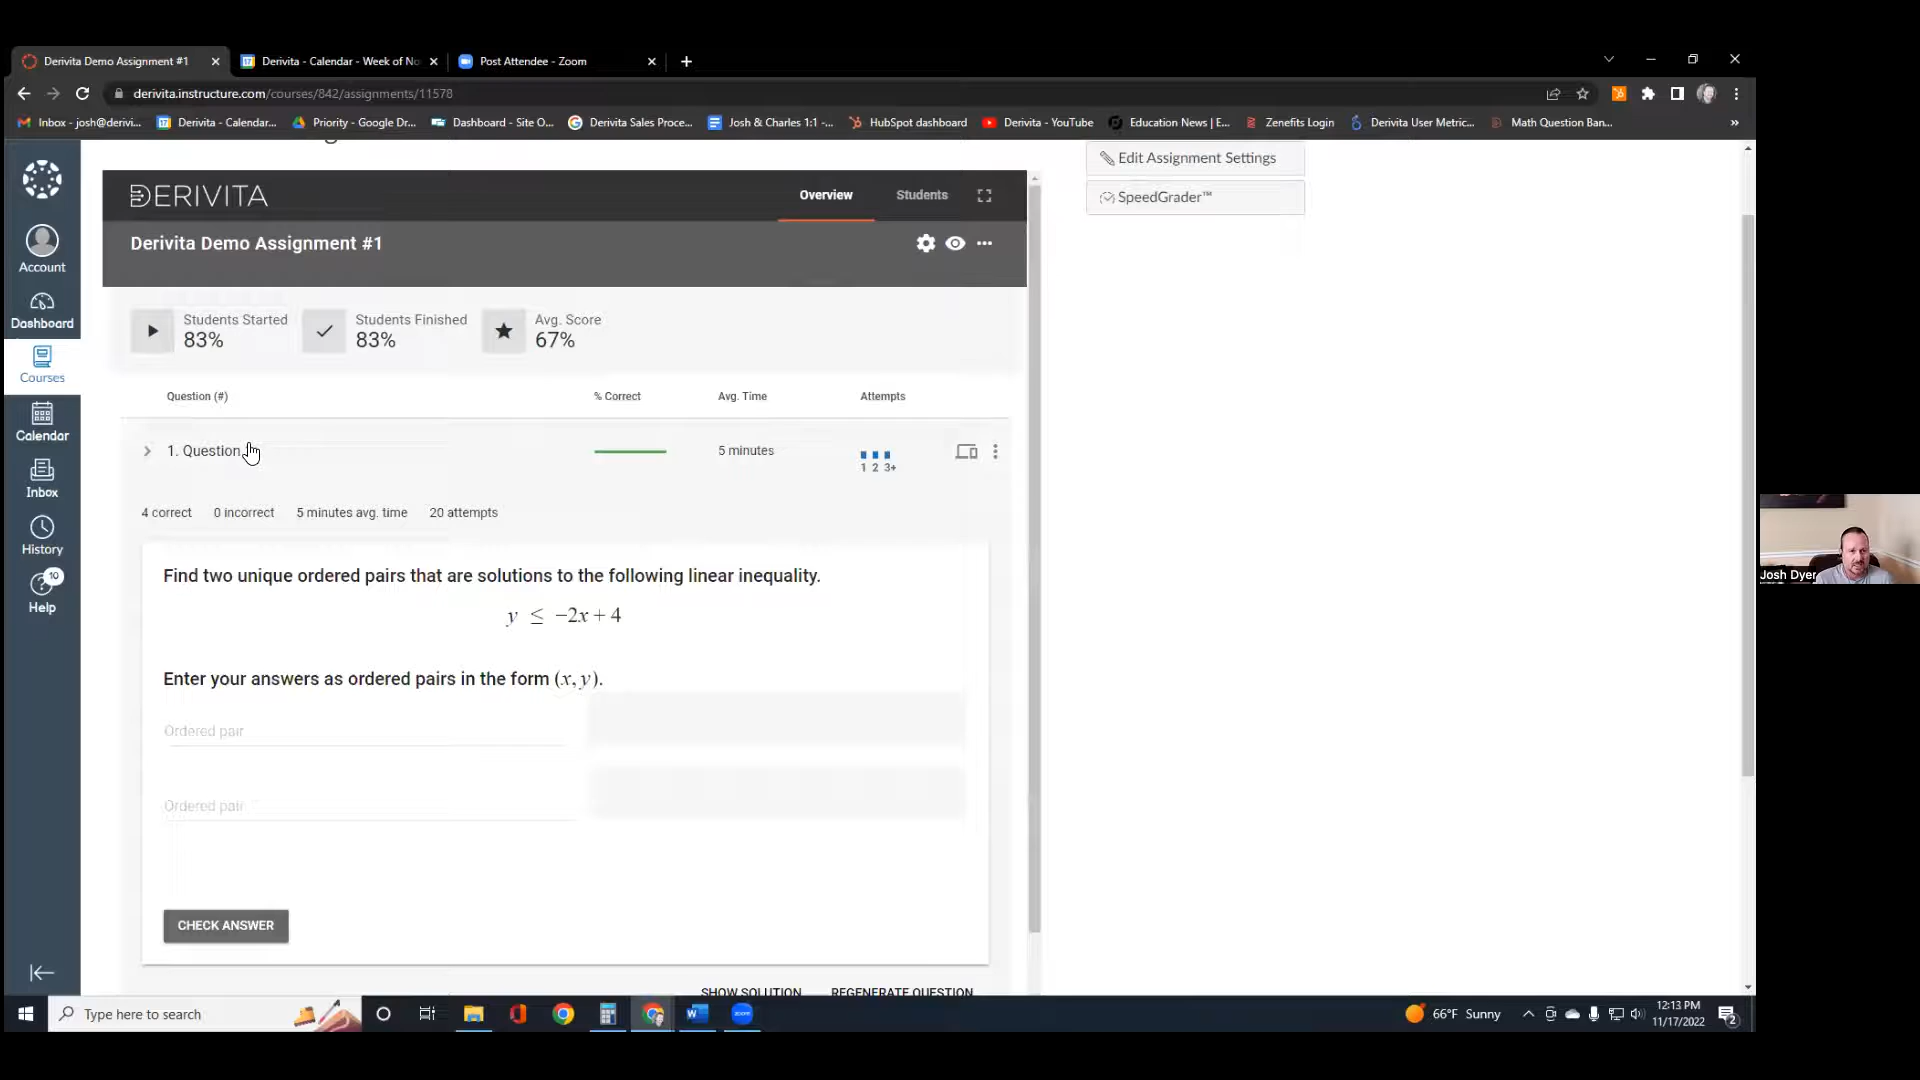 Derivita Demo Assignment #1
Derivita - Calendar - Week of No
Post Attendee - Zoom
derivita.instructure.com/courses/842/assignments/11578
Inbox - josh@derivi...
Derivita - Calendar...
Priority - Google Dr...
Dashboard - Site O...
Derivita Sales Proce...
Josh & Charles 1:1 -...
HubSpot dashboard
Derivita - YouTube
Education News | E...
Zenefits Login
Derivita User Metric...
Math Question Ban...
»
Account
Dashboard
Courses
Calendar
Inbox
History
10
Help
Edit Assignment Settings
SpeedGrader™
DERIVITA
Overview
Students
Derivita Demo Assignment #1
Students Started
83%
Students Finished
83%
Avg. Score
67%
Question (#)
% Correct
Avg. Time
Attempts
1. Question
5 minutes
1 2 3+
4 correct
0 incorrect
5 minutes avg. time
20 attempts
Find two unique ordered pairs that are solutions to the following linear inequality.
y ≤ −2x + 4
Enter your answers as ordered pairs in the form (x, y).
Ordered pair
Ordered pair
CHECK ANSWER
SHOW SOLUTION
REGENERATE QUESTION
Josh Dyer
Type here to search
66°F Sunny
12:13 PM
11/17/2022
2